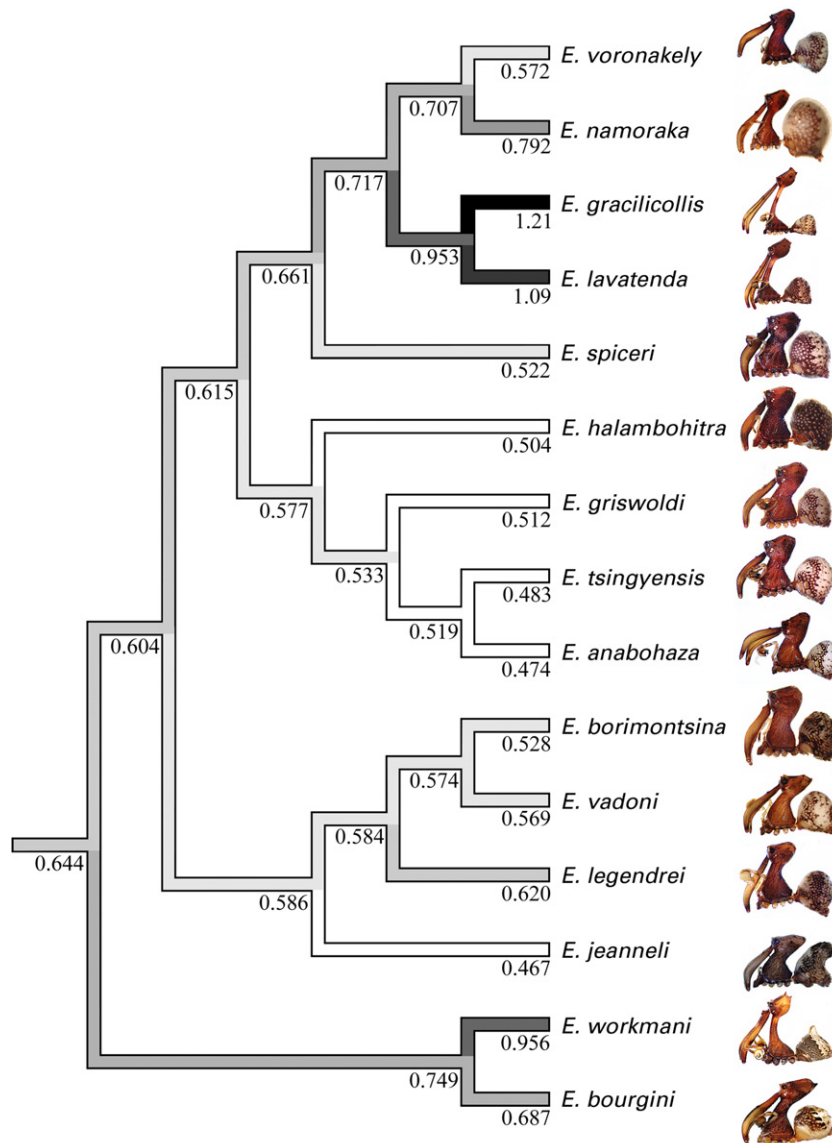 E. voronakely
0.572
0.707
E. namoraka
0.792
0.717
E. gracilicollis
1.21
0.953
0.661
E. lavatenda
1.09
E. spiceri
0.522
0.615
E. halambohitra
0.504
0.577
E. griswoldi
0.512
0.533
E. tsingyensis
0.483
0.519
0.604
E. anabohaza
0.474
E. borimontsina
0.528
0.574
E. vadoni
0.569
0.584
0.644
E. legendrei
0.620
0.586
E. jeanneli
0.467
E. workmani
0.956
0.749
E. bourgini
0.687